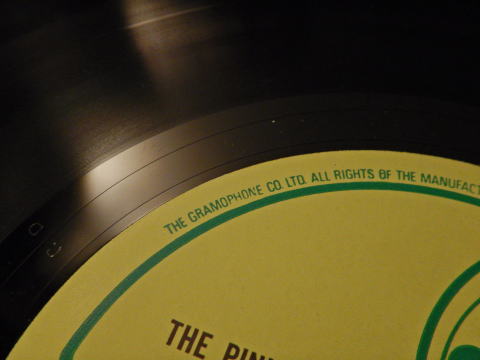 THE GRAMOPHONE CO. LTD. ALL RIGHTS OF THE MANUFACT
THE PIN